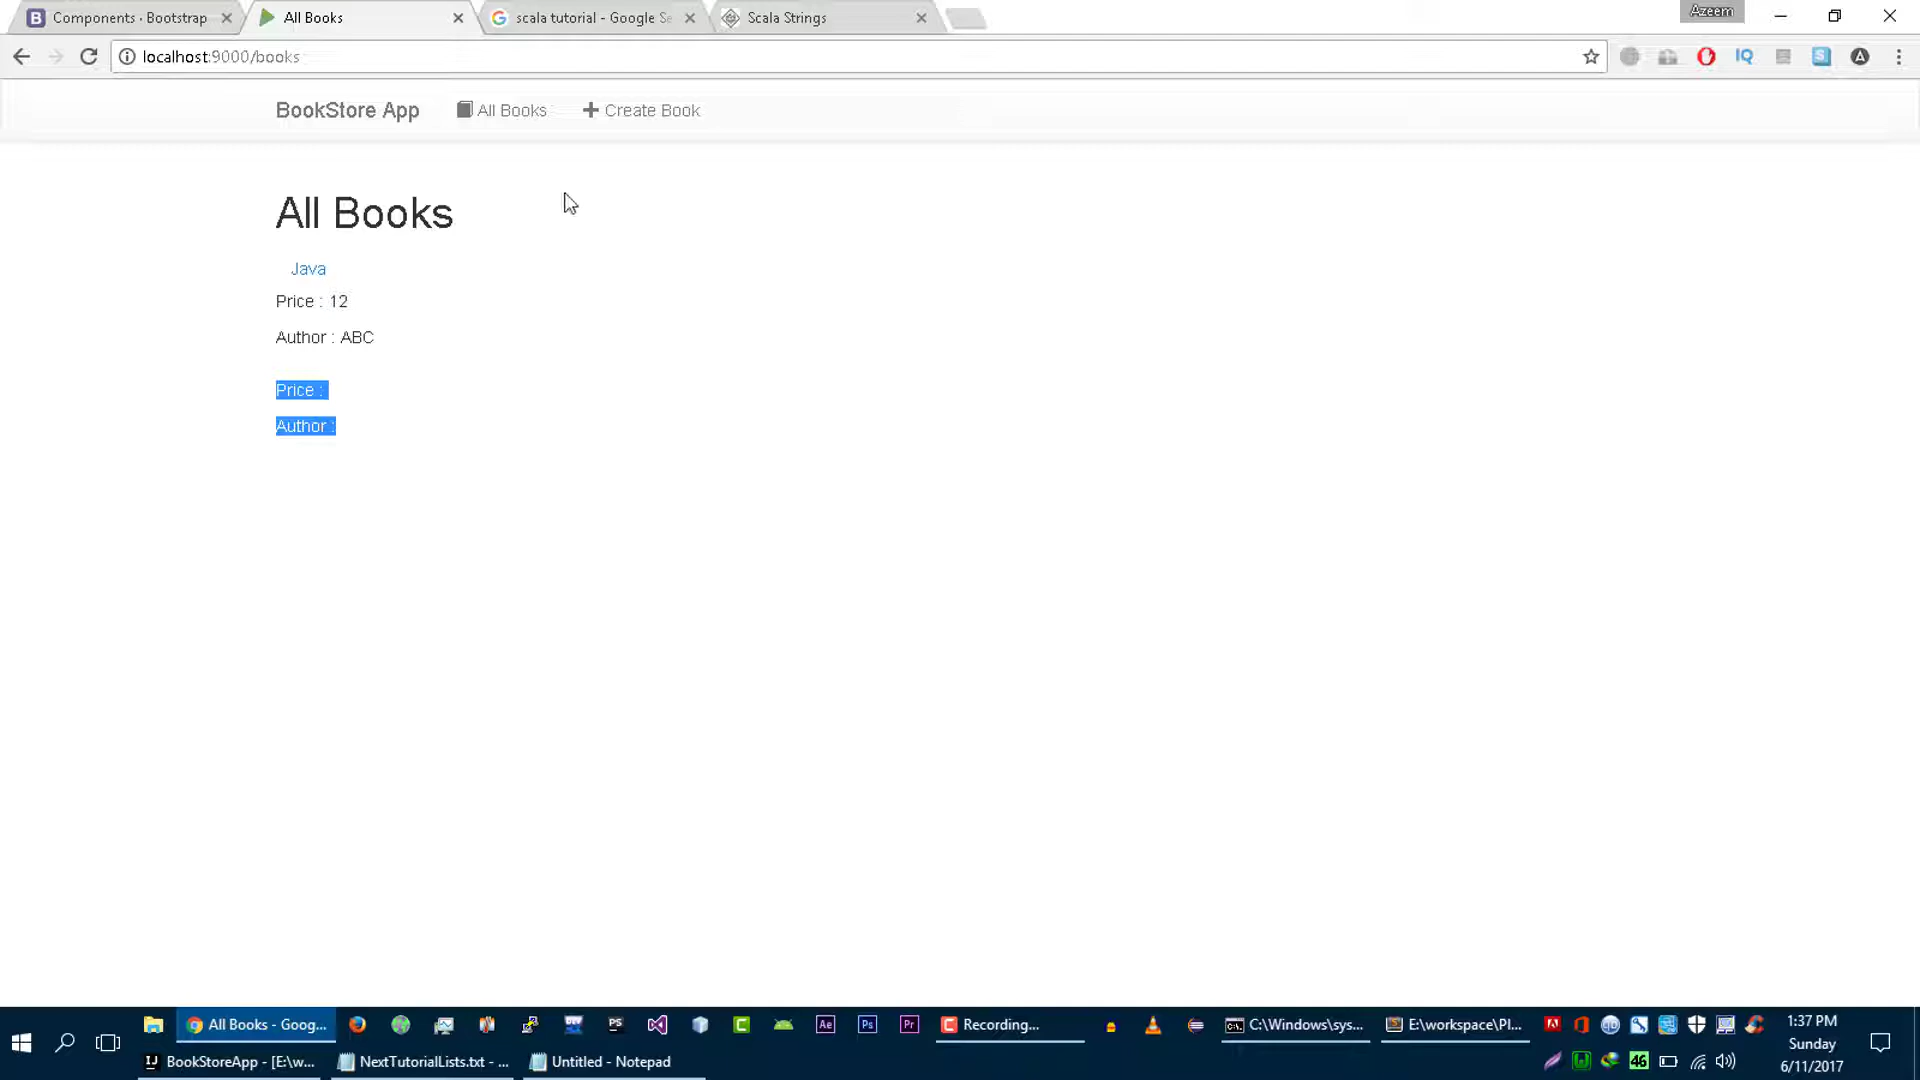 Components · Bootstrap
All Books
scala tutorial - Google Se
Scala Strings
Azeem
localhost:9000/books
BookStore App
All Books
Create Book
All Books
Java
Price : 12
Author : ABC
Price :
Author :
All Books - Goog...
Recording...
C:\Windows\sys...
E:\workspace\Pl...
1:37 PM
Sunday
6/11/2017
BookStoreApp - [E:\w...
NextTutorialLists.txt - ...
Untitled - Notepad
46